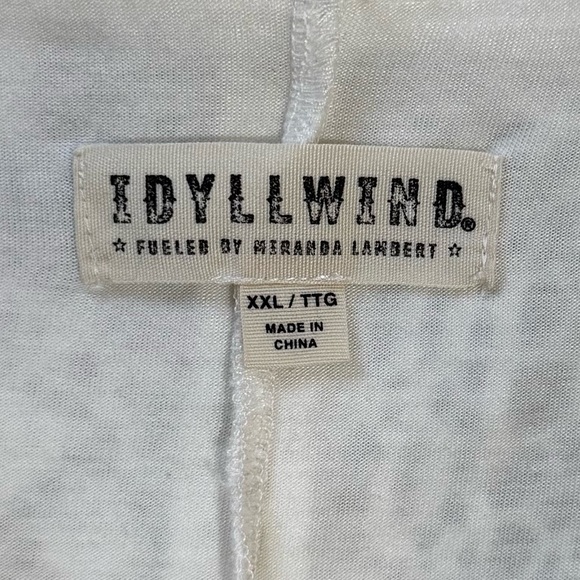 IDYLLWIND®
☆ FUELED BY MIRANDA LAMBERT ☆
XXL / TTG
MADE IN
CHINA